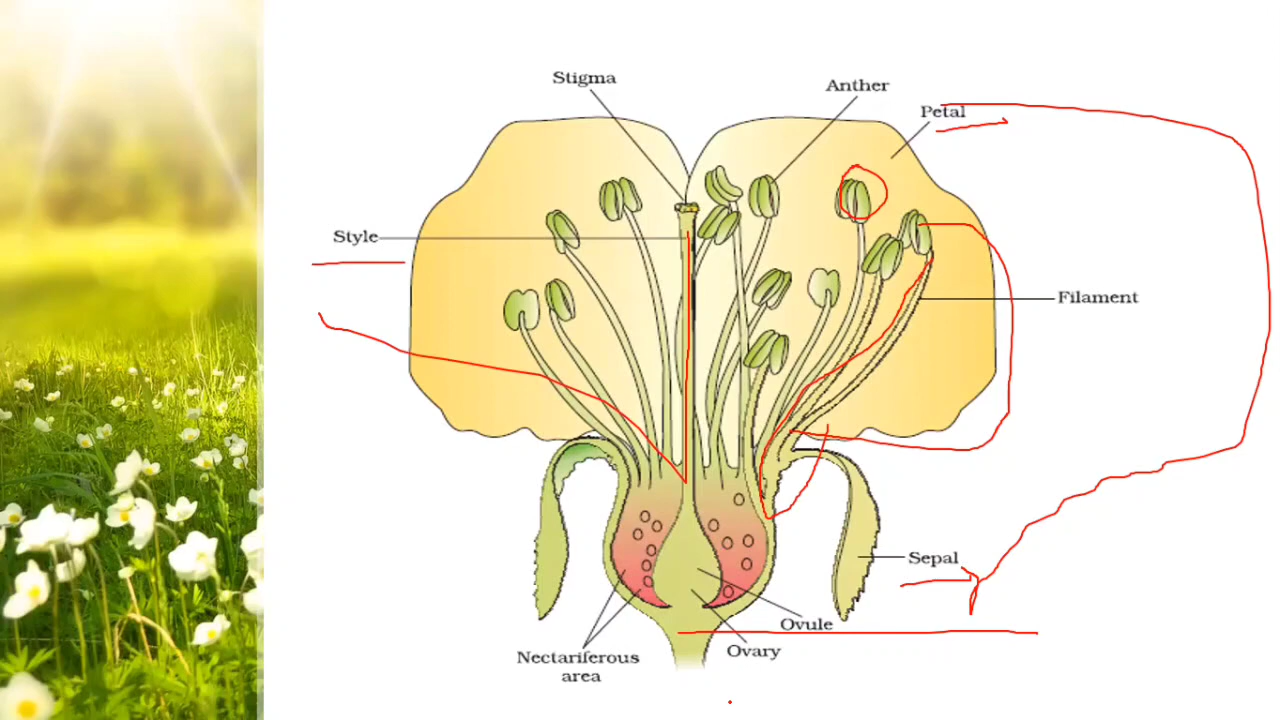 Stigma
Anther
Petal
Style
Filament
Sepal
Ovule
Ovary
Nectariferous
area